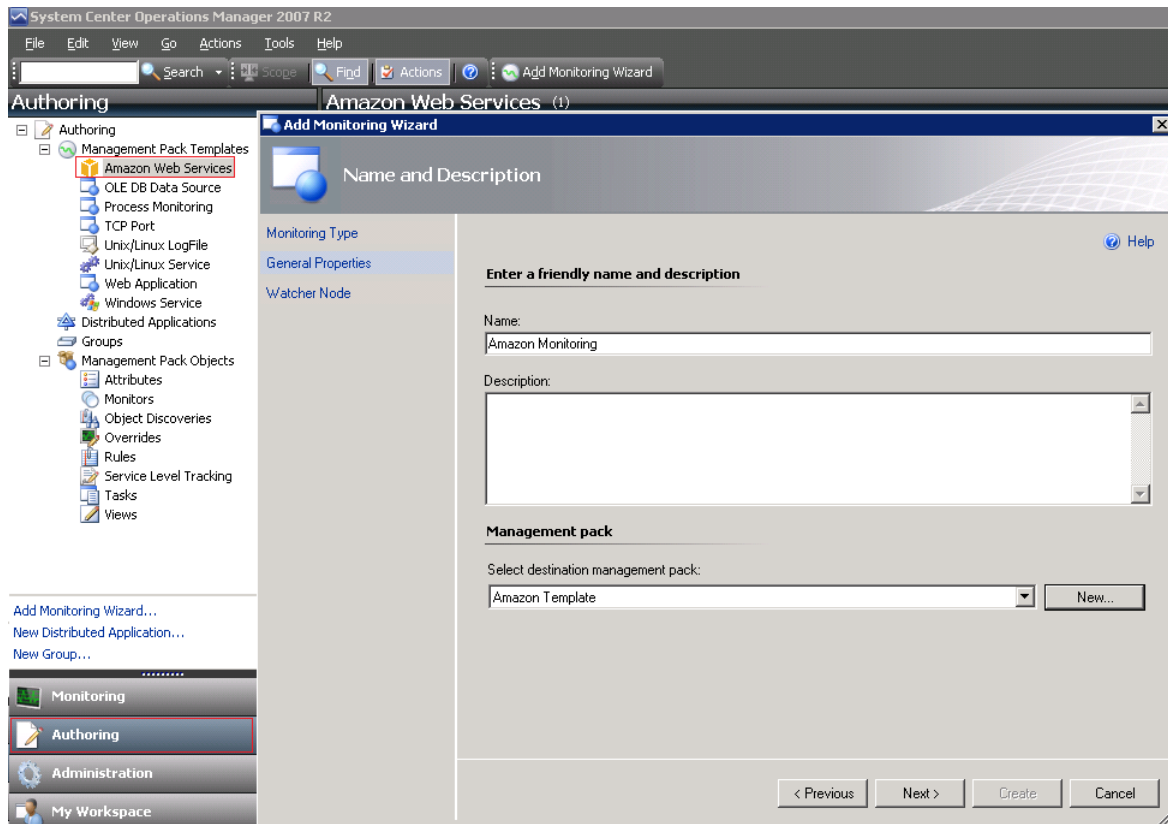 System Center Operations Manager 2007 R2
File Edit View Go Actions Tools Help
Search Scope Find Actions Add Monitoring Wizard
Authoring
Amazon Web Services (1)
Authoring
Management Pack Templates
Amazon Web Services
OLE DB Data Source
Process Monitoring
TCP Port
Unix/Linux LogFile
Unix/Linux Service
Web Application
Windows Service
Distributed Applications
Groups
Management Pack Objects
Attributes
Monitors
Object Discoveries
Overrides
Rules
Service Level Tracking
Tasks
Views
Add Monitoring Wizard...
New Distributed Application...
New Group...
Monitoring
Authoring
Administration
My Workspace
Add Monitoring Wizard
Name and Description
Monitoring Type
General Properties
Watcher Node
Help
Enter a friendly name and description
Name:
Amazon Monitoring
Description:
Management pack
Select destination management pack:
Amazon Template
New...
< Previous Next > Create Cancel